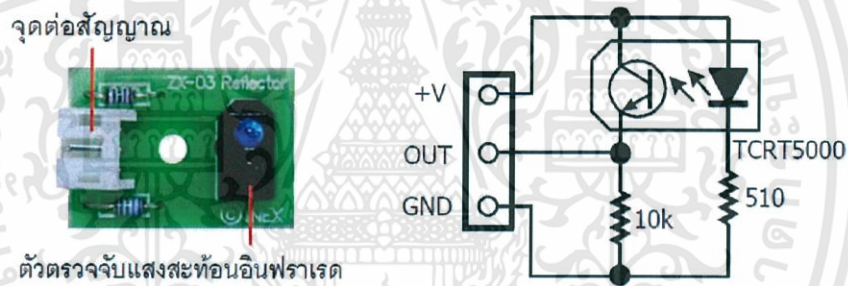 จุดต่อสัญญาณ
ZX-03 Reflector
© INEX
ตัวตรวจจับแสงสะท้อนอินฟราเรด
+V
OUT
GND
TCRT5000
510
10k